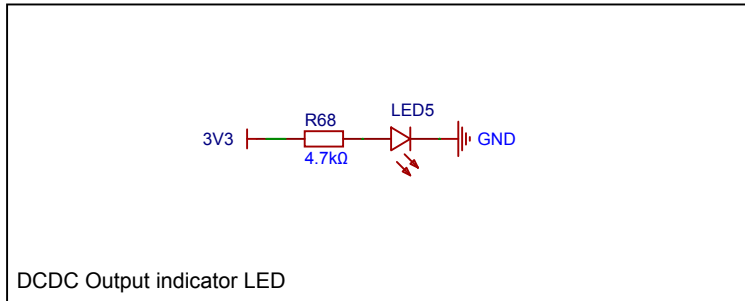 LED5
R68
3V3
GND
4.7kΩ
DCDC Output indicator LED